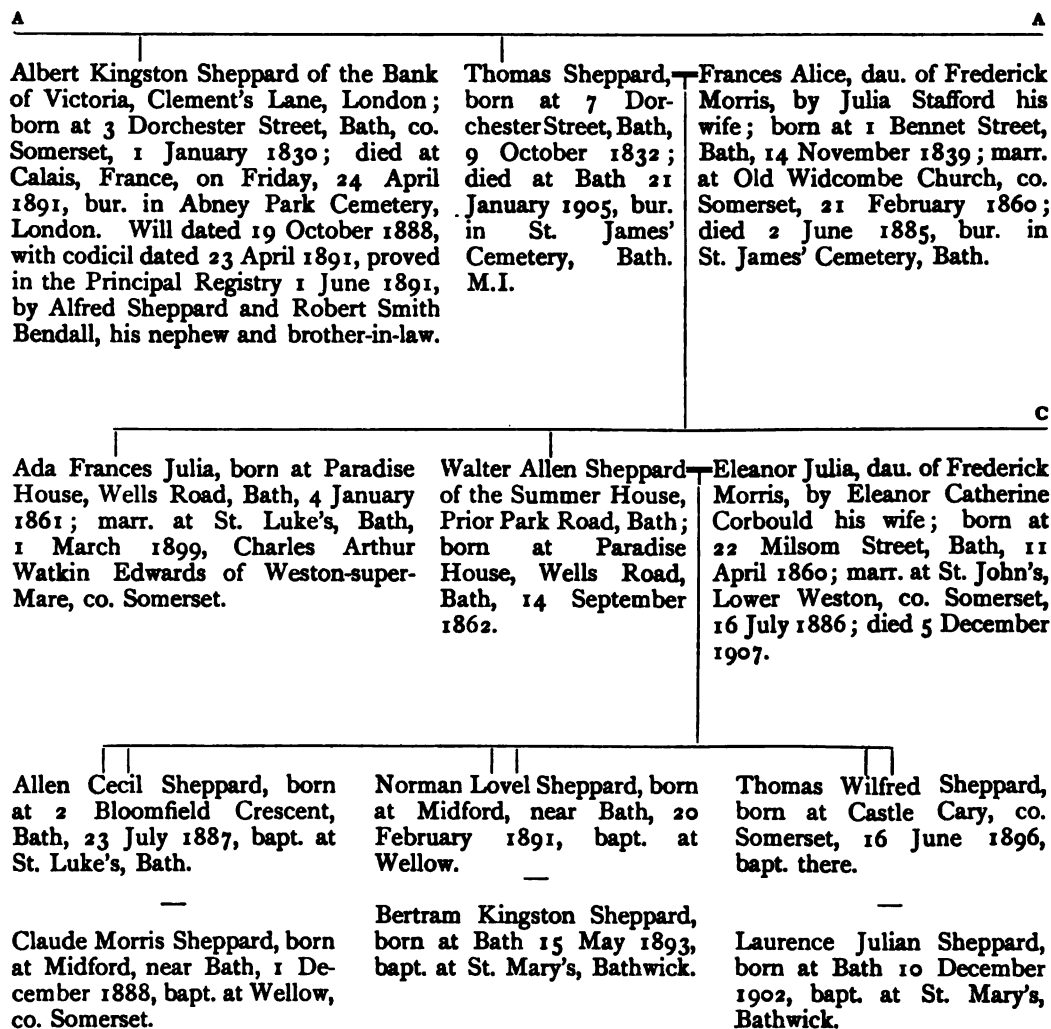 A A
Albert Kingston Sheppard of the Bank
of Victoria, Clement's Lane, London;
born at 3 Dorchester Street, Bath, co.
Somerset, 1 January 1830; died at
Calais, France, on Friday, 24 April
1891, bur. in Abney Park Cemetery,
London. Will dated 19 October 1888,
with codicil dated 23 April 1891, proved
in the Principal Registry 1 June 1891,
by Alfred Sheppard and Robert Smith
Bendall, his nephew and brother-in-law.
Thomas Sheppard,
born at 7 Dor-
chester Street, Bath,
9 October 1832;
died at Bath 21
January 1905, bur.
in St. James'
Cemetery, Bath.
M.I.
Frances Alice, dau. of Frederick
Morris, by Julia Stafford his
wife; born at 1 Bennet Street,
Bath, 14 November 1839; marr.
at Old Widcombe Church, co.
Somerset, 21 February 1860;
died 2 June 1885, bur. in
St. James' Cemetery, Bath.
C
Ada Frances Julia, born at Paradise
House, Wells Road, Bath, 4 January
1861; marr. at St. Luke's, Bath,
1 March 1899, Charles Arthur
Watkin Edwards of Weston-super-
Mare, co. Somerset.
Walter Allen Sheppard
of the Summer House,
Prior Park Road, Bath;
born at Paradise
House, Wells Road,
Bath, 14 September
1862.
Eleanor Julia, dau. of Frederick
Morris, by Eleanor Catherine
Corbould his wife; born at
22 Milsom Street, Bath, 11
April 1860; marr. at St. John's,
Lower Weston, co. Somerset,
16 July 1886; died 5 December
1907.
Allen Cecil Sheppard, born
at 2 Bloomfield Crescent,
Bath, 23 July 1887, bapt. at
St. Luke's, Bath.
—
Claude Morris Sheppard, born
at Midford, near Bath, 1 De-
cember 1888, bapt. at Wellow,
co. Somerset.
Norman Lovel Sheppard, born
at Midford, near Bath, 20
February 1891, bapt. at
Wellow.
—
Bertram Kingston Sheppard,
born at Bath 15 May 1893,
bapt. at St. Mary's, Bathwick.
Thomas Wilfred Sheppard,
born at Castle Cary, co.
Somerset, 16 June 1896,
bapt. there.
—
Laurence Julian Sheppard,
born at Bath 10 December
1902, bapt. at St. Mary's,
Bathwick.